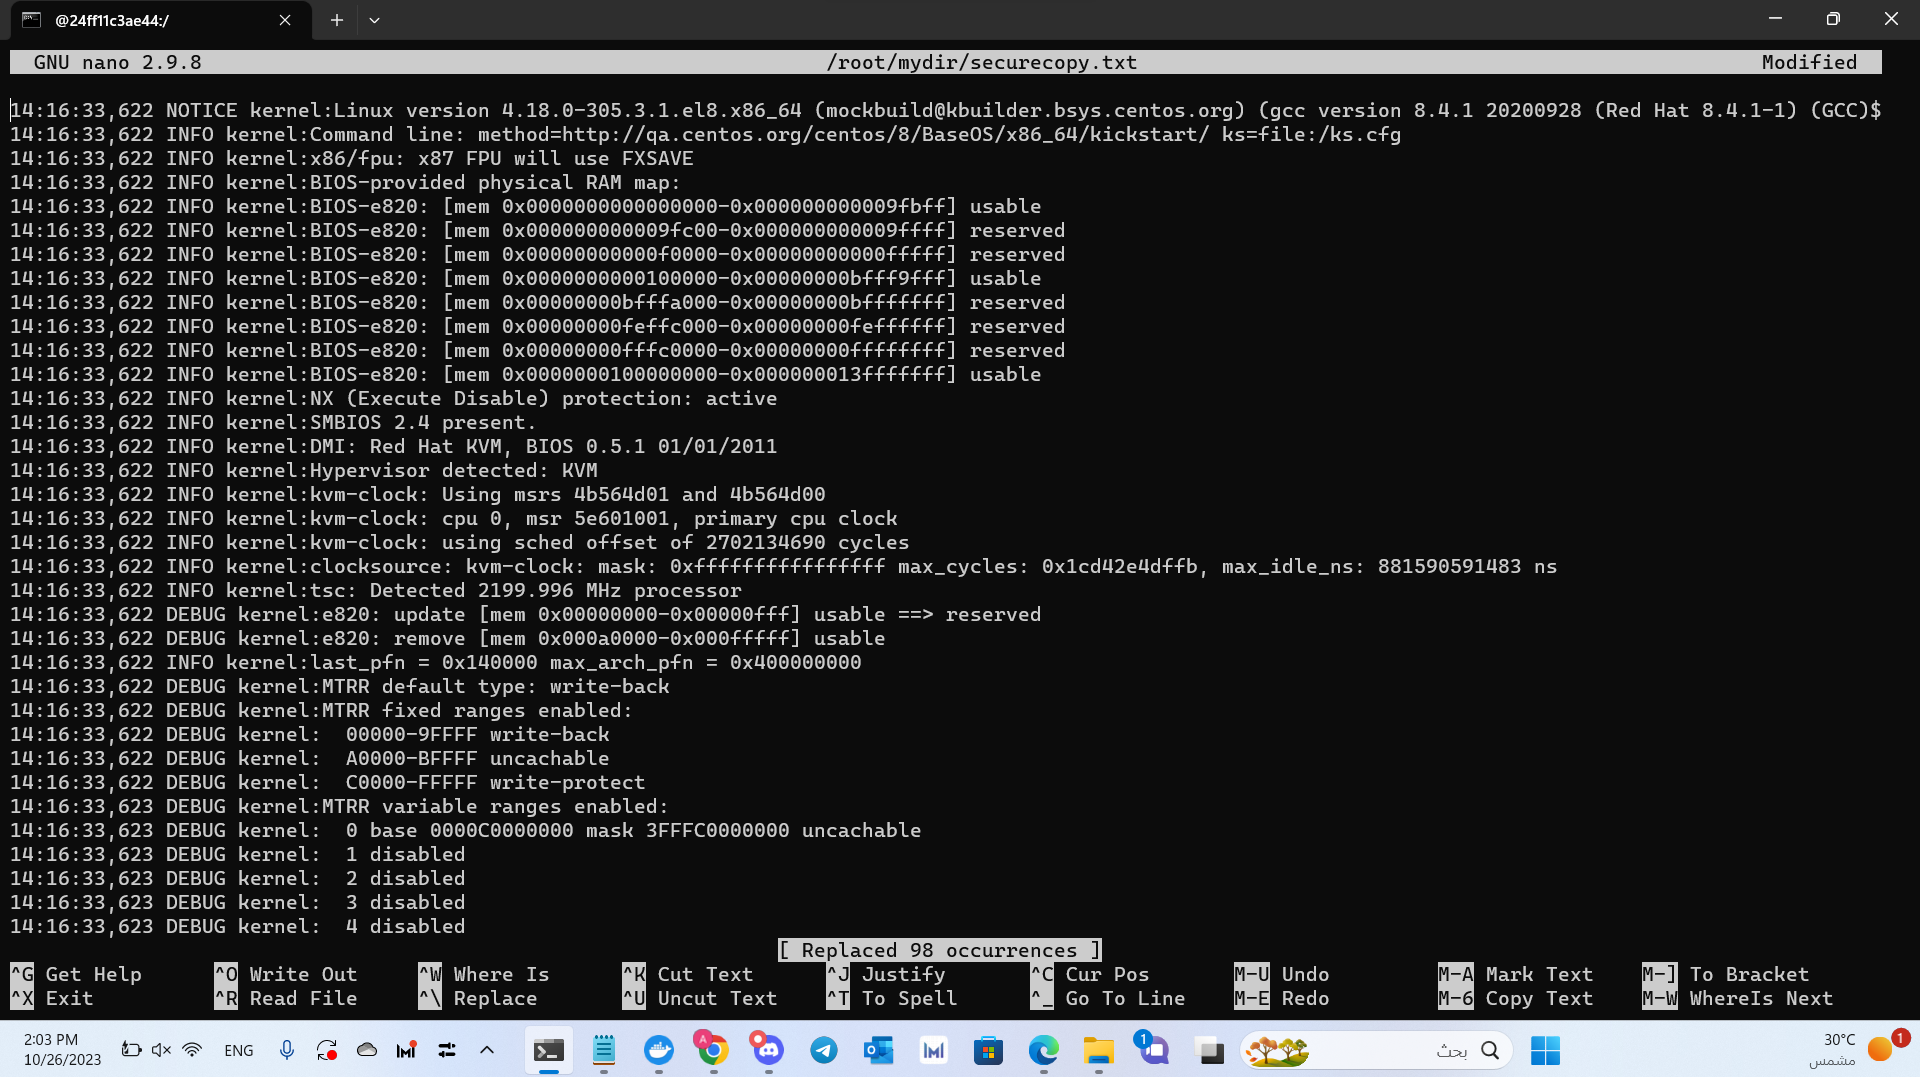 @24ff11c3ae44:/
GNU nano 2.9.8 /root/mydir/securecopy.txt Modified
14:16:33,622 NOTICE kernel:Linux version 4.18.0-305.3.1.el8.x86_64 (mockbuild@kbuilder.bsys.centos.org) (gcc version 8.4.1 20200928 (Red Hat 8.4.1-1) (GCC)$
14:16:33,622 INFO kernel:Command line: method=http://qa.centos.org/centos/8/BaseOS/x86_64/kickstart/ ks=file:/ks.cfg
14:16:33,622 INFO kernel:x86/fpu: x87 FPU will use FXSAVE
14:16:33,622 INFO kernel:BIOS-provided physical RAM map:
14:16:33,622 INFO kernel:BIOS-e820: [mem 0x0000000000000000-0x000000000009fbff] usable
14:16:33,622 INFO kernel:BIOS-e820: [mem 0x000000000009fc00-0x000000000009ffff] reserved
14:16:33,622 INFO kernel:BIOS-e820: [mem 0x00000000000f0000-0x00000000000fffff] reserved
14:16:33,622 INFO kernel:BIOS-e820: [mem 0x0000000000100000-0x00000000bfff9fff] usable
14:16:33,622 INFO kernel:BIOS-e820: [mem 0x00000000bfffa000-0x00000000bfffffff] reserved
14:16:33,622 INFO kernel:BIOS-e820: [mem 0x00000000feffc000-0x00000000feffffff] reserved
14:16:33,622 INFO kernel:BIOS-e820: [mem 0x00000000fffc0000-0x00000000ffffffff] reserved
14:16:33,622 INFO kernel:BIOS-e820: [mem 0x0000000100000000-0x000000013fffffff] usable
14:16:33,622 INFO kernel:NX (Execute Disable) protection: active
14:16:33,622 INFO kernel:SMBIOS 2.4 present.
14:16:33,622 INFO kernel:DMI: Red Hat KVM, BIOS 0.5.1 01/01/2011
14:16:33,622 INFO kernel:Hypervisor detected: KVM
14:16:33,622 INFO kernel:kvm-clock: Using msrs 4b564d01 and 4b564d00
14:16:33,622 INFO kernel:kvm-clock: cpu 0, msr 5e601001, primary cpu clock
14:16:33,622 INFO kernel:kvm-clock: using sched offset of 2702134690 cycles
14:16:33,622 INFO kernel:clocksource: kvm-clock: mask: 0xffffffffffffffff max_cycles: 0x1cd42e4dffb, max_idle_ns: 881590591483 ns
14:16:33,622 INFO kernel:tsc: Detected 2199.996 MHz processor
14:16:33,622 DEBUG kernel:e820: update [mem 0x00000000-0x00000fff] usable ==> reserved
14:16:33,622 DEBUG kernel:e820: remove [mem 0x000a0000-0x000fffff] usable
14:16:33,622 INFO kernel:last_pfn = 0x140000 max_arch_pfn = 0x400000000
14:16:33,622 DEBUG kernel:MTRR default type: write-back
14:16:33,622 DEBUG kernel:MTRR fixed ranges enabled:
14:16:33,622 DEBUG kernel:  00000-9FFFF write-back
14:16:33,622 DEBUG kernel:  A0000-BFFFF uncachable
14:16:33,622 DEBUG kernel:  C0000-FFFFF write-protect
14:16:33,623 DEBUG kernel:MTRR variable ranges enabled:
14:16:33,623 DEBUG kernel:  0 base 0000C0000000 mask 3FFFC0000000 uncachable
14:16:33,623 DEBUG kernel:  1 disabled
14:16:33,623 DEBUG kernel:  2 disabled
14:16:33,623 DEBUG kernel:  3 disabled
14:16:33,623 DEBUG kernel:  4 disabled
[ Replaced 98 occurrences ]
^G Get Help ^O Write Out ^W Where Is ^K Cut Text ^J Justify ^C Cur Pos M-U Undo M-A Mark Text M-] To Bracket
^X Exit ^R Read File ^\ Replace ^U Uncut Text ^T To Spell ^_ Go To Line M-E Redo M-6 Copy Text M-W WhereIs Next
2:03 PM
10/26/2023
ENG
A
1
بحث
30°C
مشمس
1